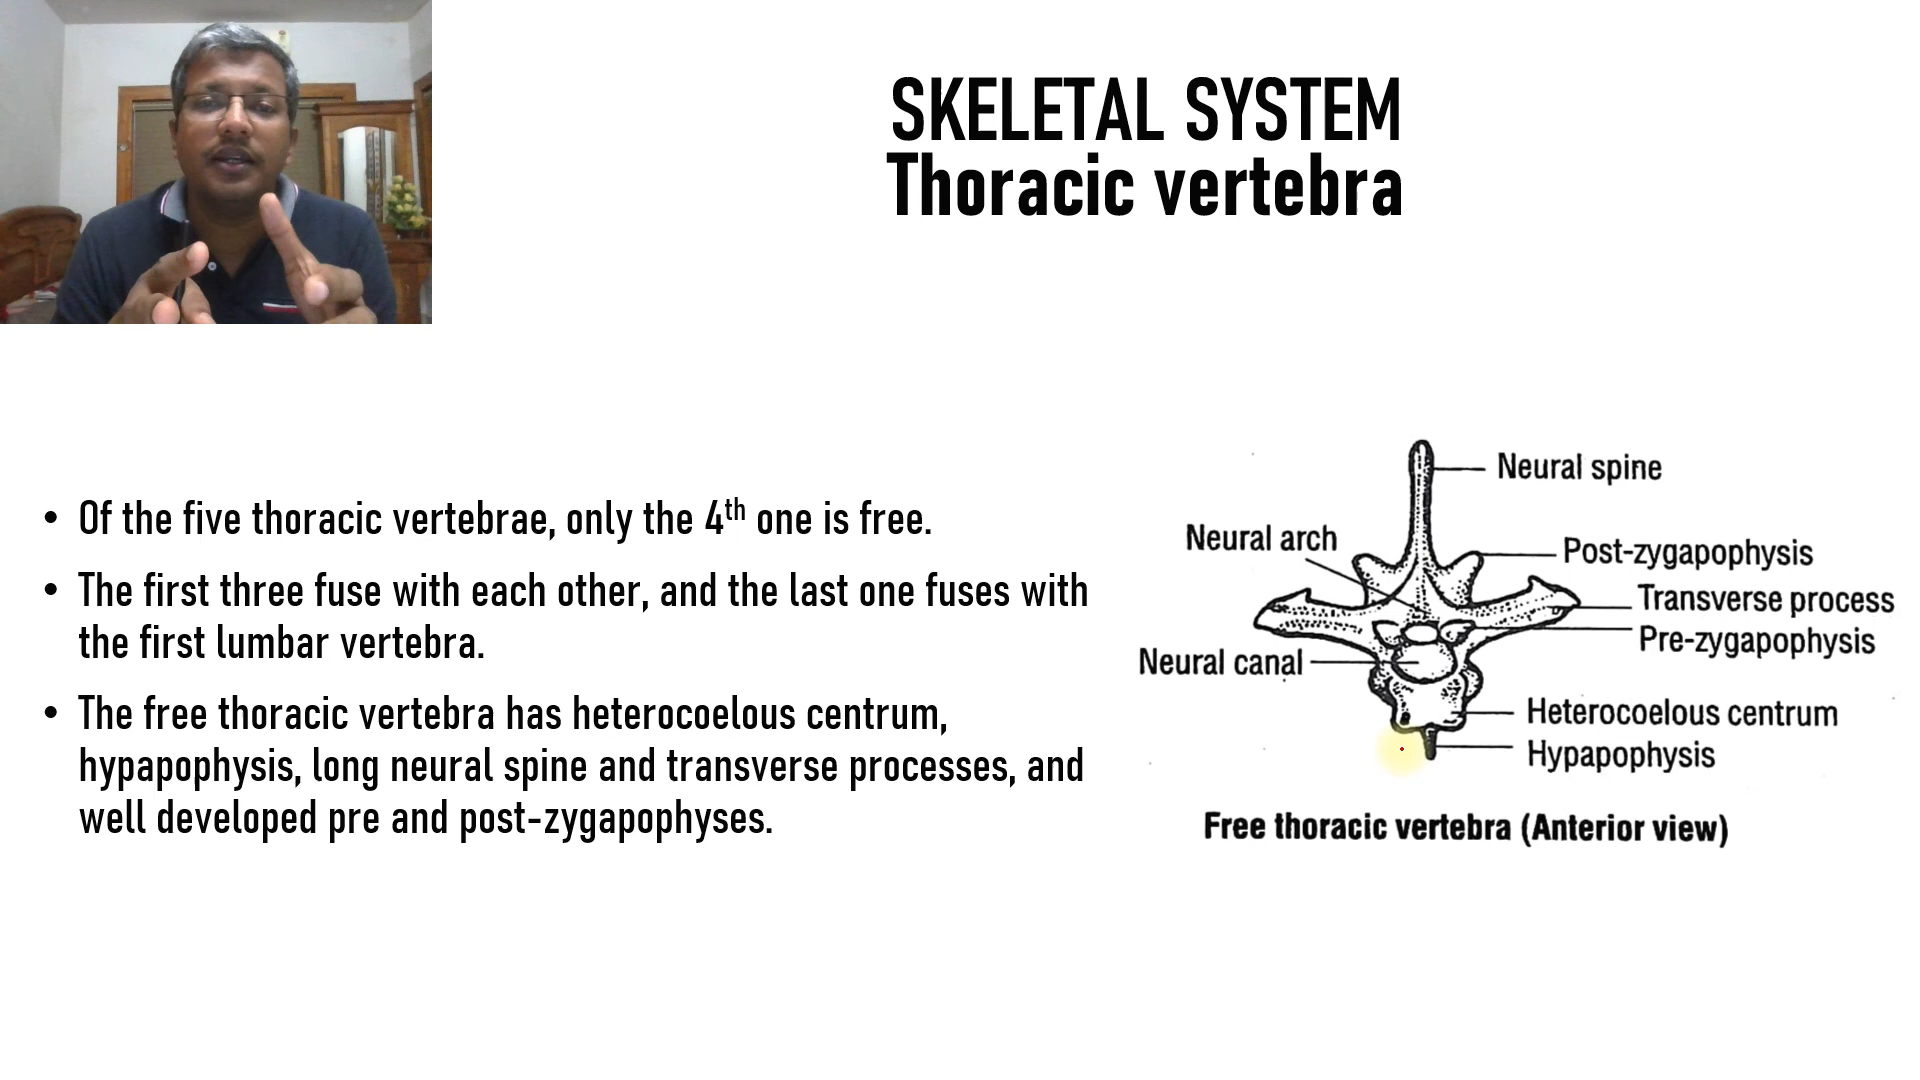 SKELETAL SYSTEM
Thoracic vertebra
• Of the five thoracic vertebrae, only the 4th one is free.
• The first three fuse with each other, and the last one fuses with
the first lumbar vertebra.
• The free thoracic vertebra has heterocoelous centrum,
hypapophysis, long neural spine and transverse processes, and
well developed pre and post-zygapophyses.
Neural spine
Neural arch
Post-zygapophysis
Transverse process
Pre-zygapophysis
Neural canal
Heterocoelous centrum
Hypapophysis
Free thoracic vertebra (Anterior view)